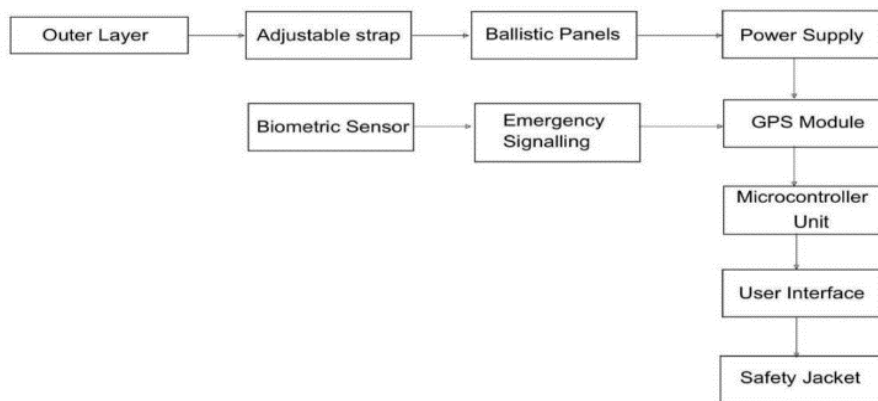 Outer Layer
Adjustable strap
Ballistic Panels
Power Supply
Biometric Sensor
Emergency
Signalling
GPS Module
Microcontroller
Unit
User Interface
Safety Jacket